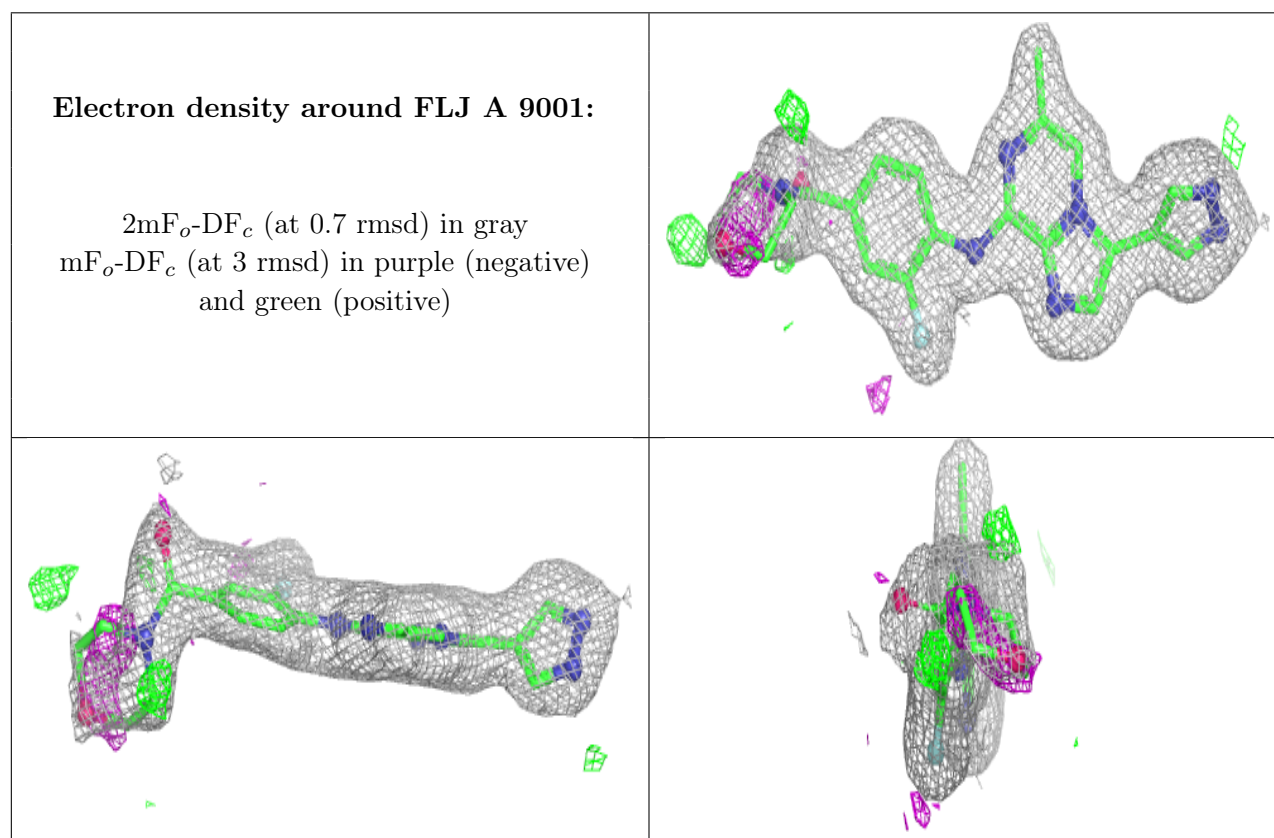 Electron density around FLJ A 9001:
2mFo-DFc (at 0.7 rmsd) in gray
mFo-DFc (at 3 rmsd) in purple (negative)
and green (positive)